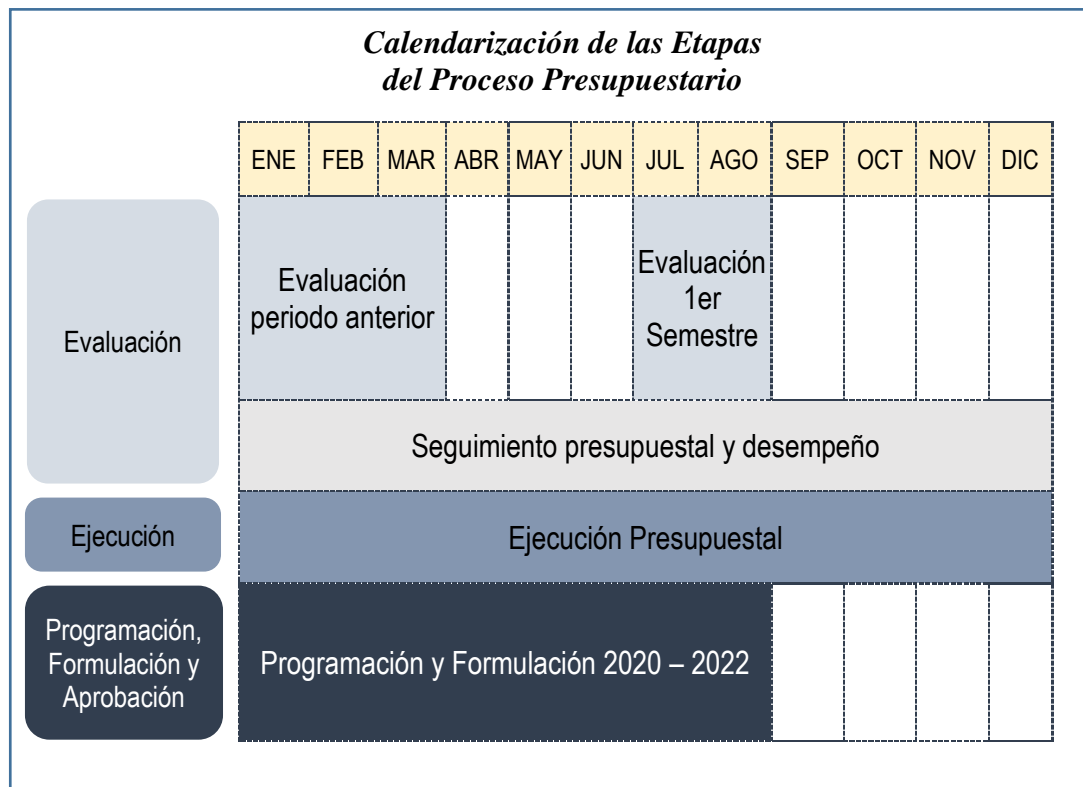 Calendarización de las Etapas
del Proceso Presupuestario
ENE FEB MAR ABR MAY JUN JUL AGO SEP OCT NOV DIC
Evaluación
Evaluación
periodo anterior
Evaluación
1er
Semestre
Seguimiento presupuestal y desempeño
Ejecución
Ejecución Presupuestal
Programación,
Formulación y
Aprobación
Programación y Formulación 2020 – 2022